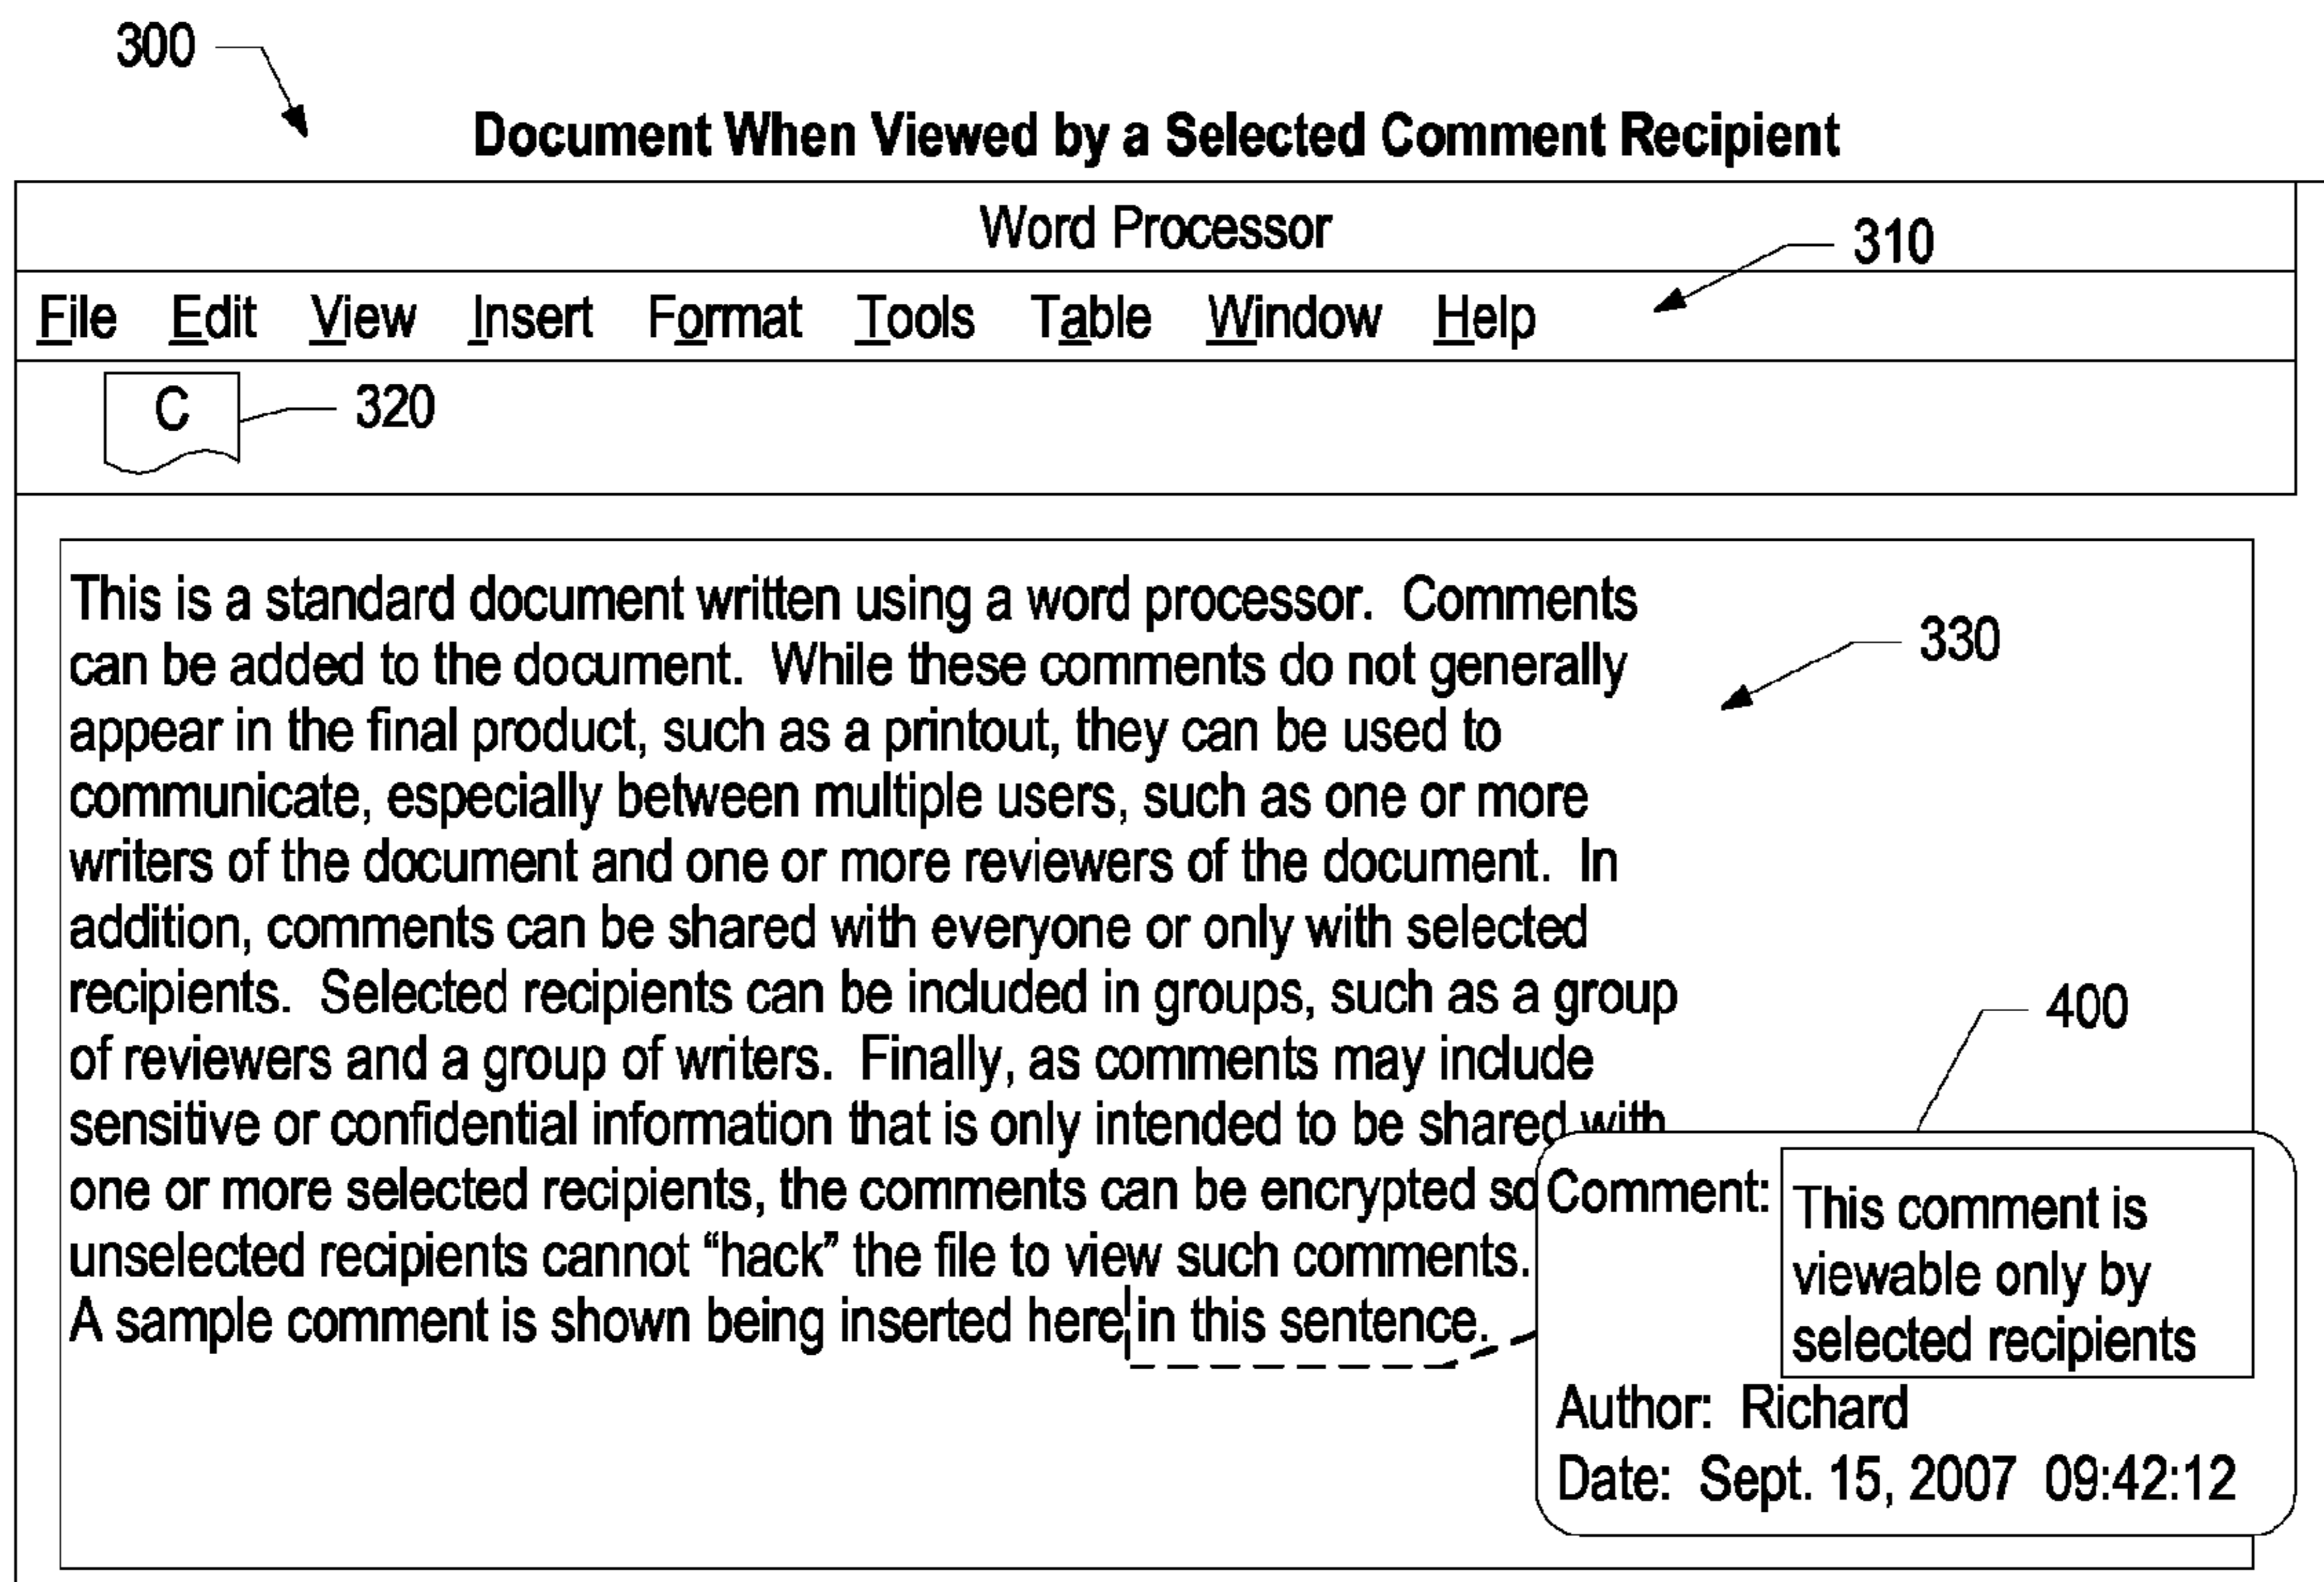 300
Document When Viewed by a Selected Comment Recipient
Word Processor
310
File Edit View Insert Format Tools Table Window Help
C
320
This is a standard document written using a word processor. Comments
can be added to the document. While these comments do not generally
330
appear in the final product, such as a printout, they can be used to
communicate, especially between multiple users, such as one or more
writers of the document and one or more reviewers of the document. In
addition, comments can be shared with everyone or only with selected
recipients. Selected recipients can be included in groups, such as a group
400
of reviewers and a group of writers. Finally, as comments may include
sensitive or confidential information that is only intended to be shared with
one or more selected recipients, the comments can be encrypted so
unselected recipients cannot “hack” the file to view such comments.
A sample comment is shown being inserted here in this sentence.
Comment:
This comment is
viewable only by
selected recipients
Author: Richard
Date: Sept. 15, 2007 09:42:12